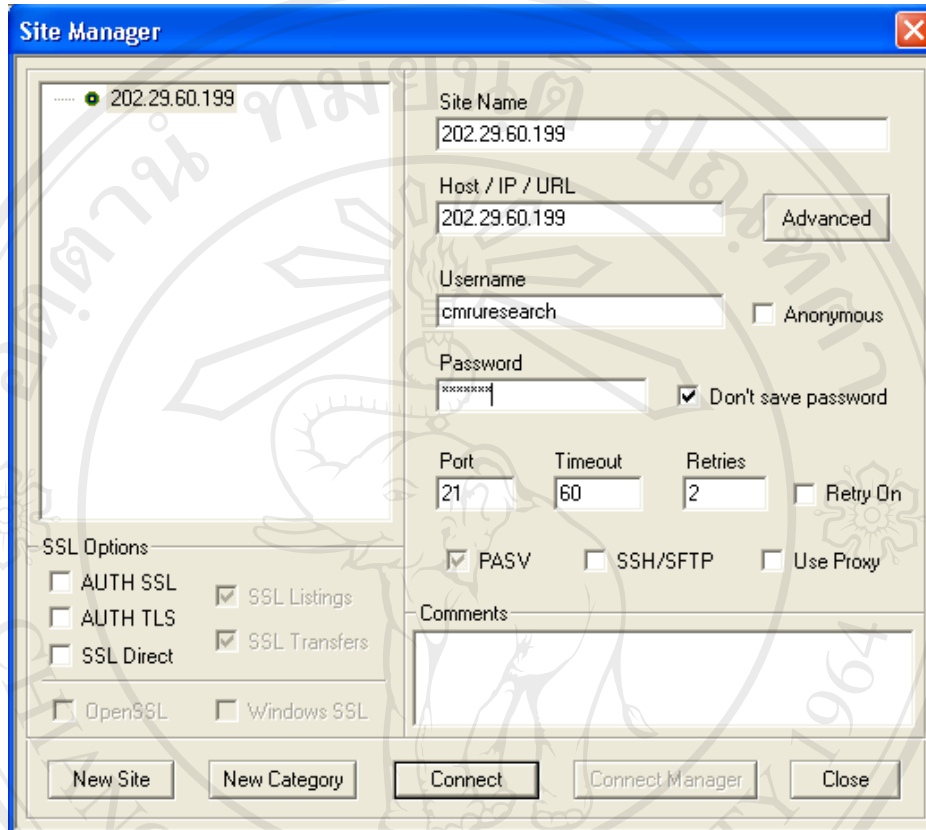 Site Manager
202.29.60.199
Site Name
202.29.60.199
Host / IP / URL
202.29.60.199
Advanced
Username
cmruresearch
Anonymous
Password
*******
Don't save password
Port Timeout Retries
21 60 2 Retry On
PASV SSH/SFTP Use Proxy
SSL Options
AUTH SSL
SSL Listings
AUTH TLS
SSL Transfers
SSL Direct
OpenSSL Windows SSL
Comments
New Site New Category Connect Connect Manager Close
1964